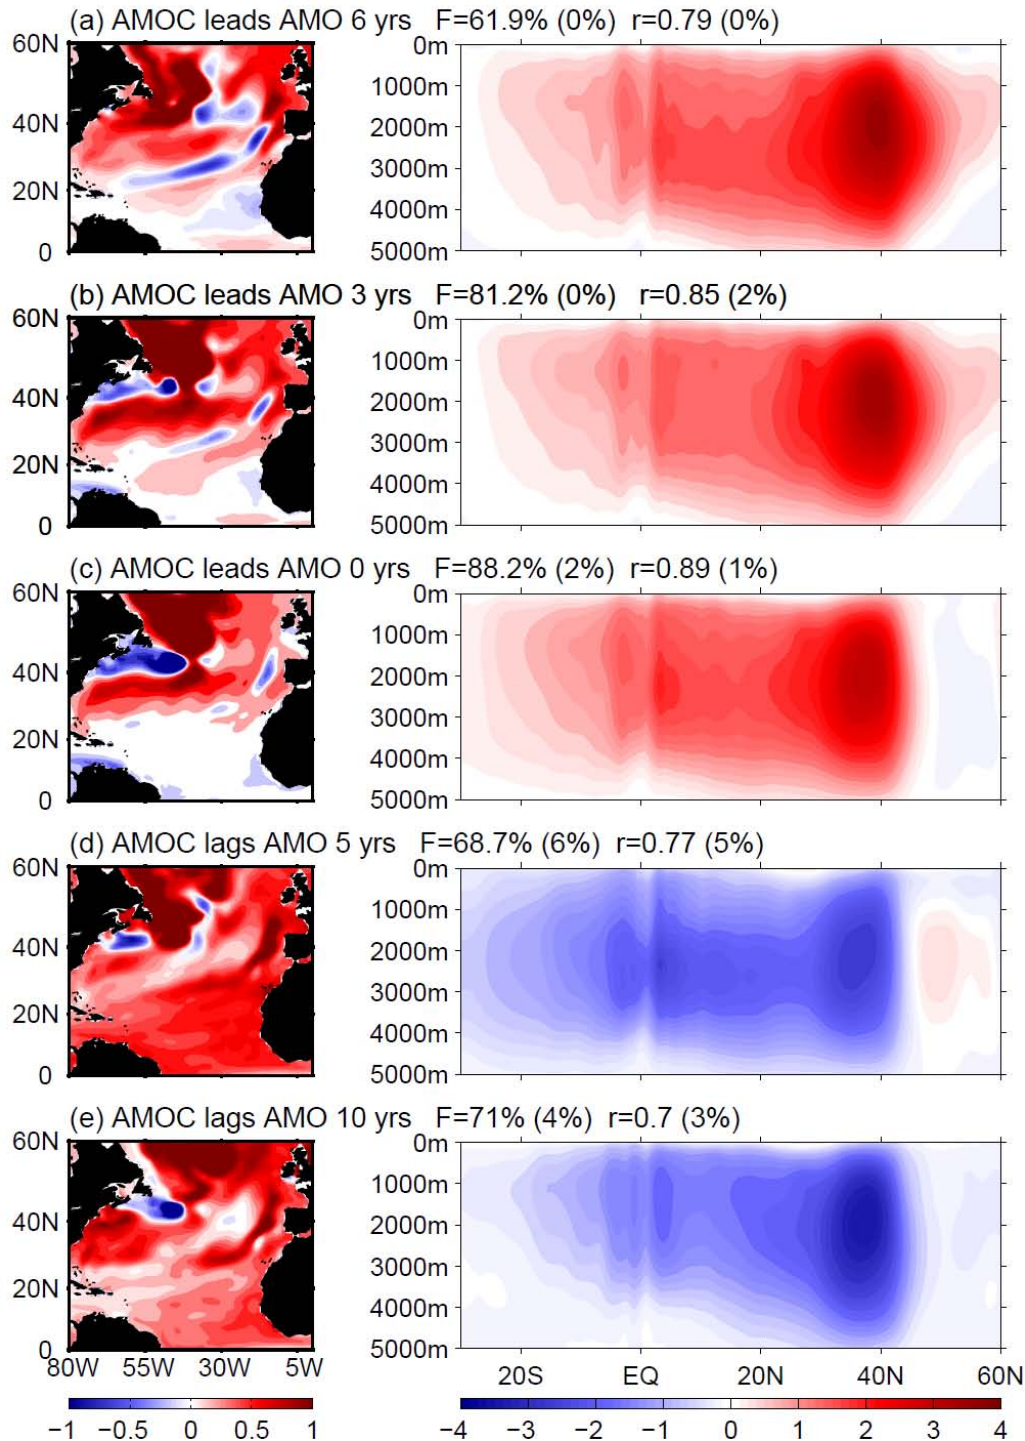 (a) AMOC leads AMO 6 yrs F=61.9% (0%) r=0.79 (0%)
60N 0m
1000m
40N 2000m
3000m
20N 4000m
0 5000m
(b) AMOC leads AMO 3 yrs F=81.2% (0%) r=0.85 (2%)
60N 0m
1000m
40N 2000m
3000m
20N 4000m
0 5000m
(c) AMOC leads AMO 0 yrs F=88.2% (2%) r=0.89 (1%)
60N 0m
1000m
40N 2000m
3000m
20N 4000m
0 5000m
(d) AMOC lags AMO 5 yrs F=68.7% (6%) r=0.77 (5%)
60N 0m
1000m
40N 2000m
3000m
20N 4000m
0 5000m
(e) AMOC lags AMO 10 yrs F=71% (4%) r=0.7 (3%)
60N 0m
1000m
40N 2000m
3000m
20N 4000m
0 5000m
80W 55W 30W 5W 20S EQ 20N 40N 60N
−1 −0.5 0 0.5 1 −4 −3 −2 −1 0 1 2 3 4